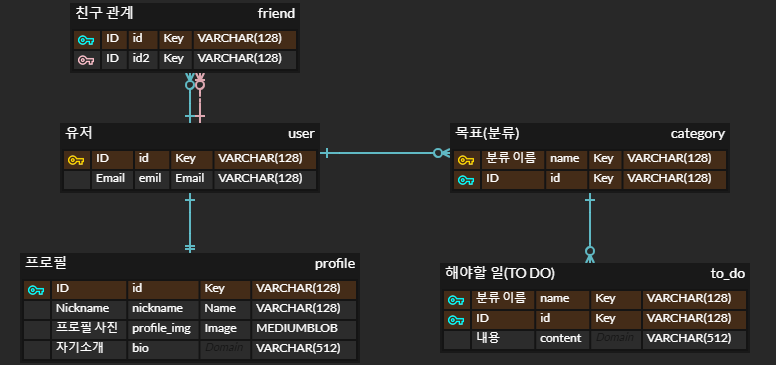 친구 관계 friend
ID id Key VARCHAR(128)
ID id2 Key VARCHAR(128)
유저 user
ID id Key VARCHAR(128)
Email emil Email VARCHAR(128)
목표(분류) category
분류 이름 name Key VARCHAR(128)
ID id Key VARCHAR(128)
프로필 profile
ID id Key VARCHAR(128)
Nickname nickname Name VARCHAR(128)
프로필 사진 profile_img Image MEDIUMBLOB
자기소개 bio Domain VARCHAR(512)
해야할 일(TO DO) to_do
분류 이름 name Key VARCHAR(128)
ID id Key VARCHAR(128)
내용 content Domain VARCHAR(512)